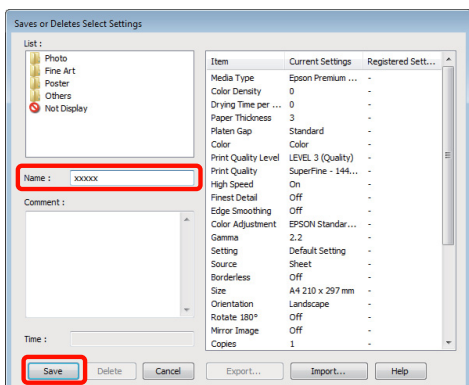 Saves or Deletes Select Settings
List :
Photo
Fine Art
Poster
Others
Not Display
Name : xxxxx
Comment :
Time :
Item Current Settings Registered Sett...
Media Type Epson Premium ... -
Color Density 0 -
Drying Time per ... 0 -
Paper Thickness 3 -
Platen Gap Standard -
Color Color -
Print Quality Level LEVEL 3 (Quality) -
Print Quality SuperFine - 144... -
High Speed On -
Finest Detail Off -
Edge Smoothing Off -
Color Adjustment EPSON Standar... -
Gamma 2.2 -
Setting Default Setting -
Source Sheet -
Borderless Off -
Size A4 210 x 297 mm -
Orientation Landscape -
Rotate 180° Off -
Mirror Image Off -
Copies 1 -
Save Delete Cancel Export... Import... Help